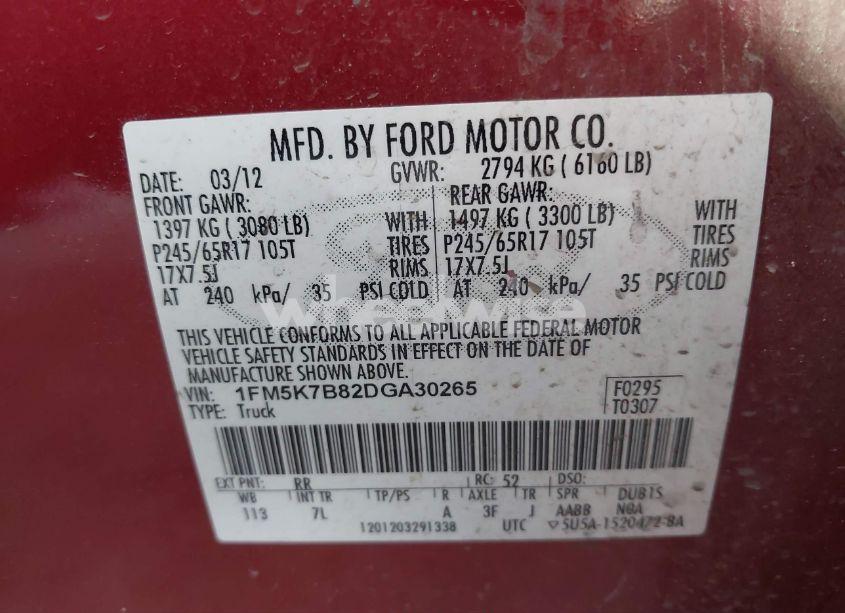 MFD. BY FORD MOTOR CO.
DATE: 03/12 GVWR: 2794 KG ( 6160 LB)
FRONT GAWR: REAR GAWR:
1397 KG ( 3080 LB) WITH 1497 KG ( 3300 LB) WITH
P245/65R17 105T TIRES P245/65R17 105T TIRES
17X7.5J RIMS 17X7.5J RIMS
AT 240 kPa/ 35 PSI COLD AT 240 kPa/ 35 PSI COLD
wheelwire
THIS VEHICLE CONFORMS TO ALL APPLICABLE FEDERAL MOTOR
VEHICLE SAFETY STANDARDS IN EFFECT ON THE DATE OF
MANUFACTURE SHOWN ABOVE.
VIN: 1FM5K7B82DGA30265 F0295
TYPE: Truck T0307
EXT PNT: RR RC: 52 DSO:
WB INT TR TP/PS R AXLE TR SPR DUBIS
113 7L A 3F J AABB NGA
1201203291338 UTC ▽5U5A-1520472-BA